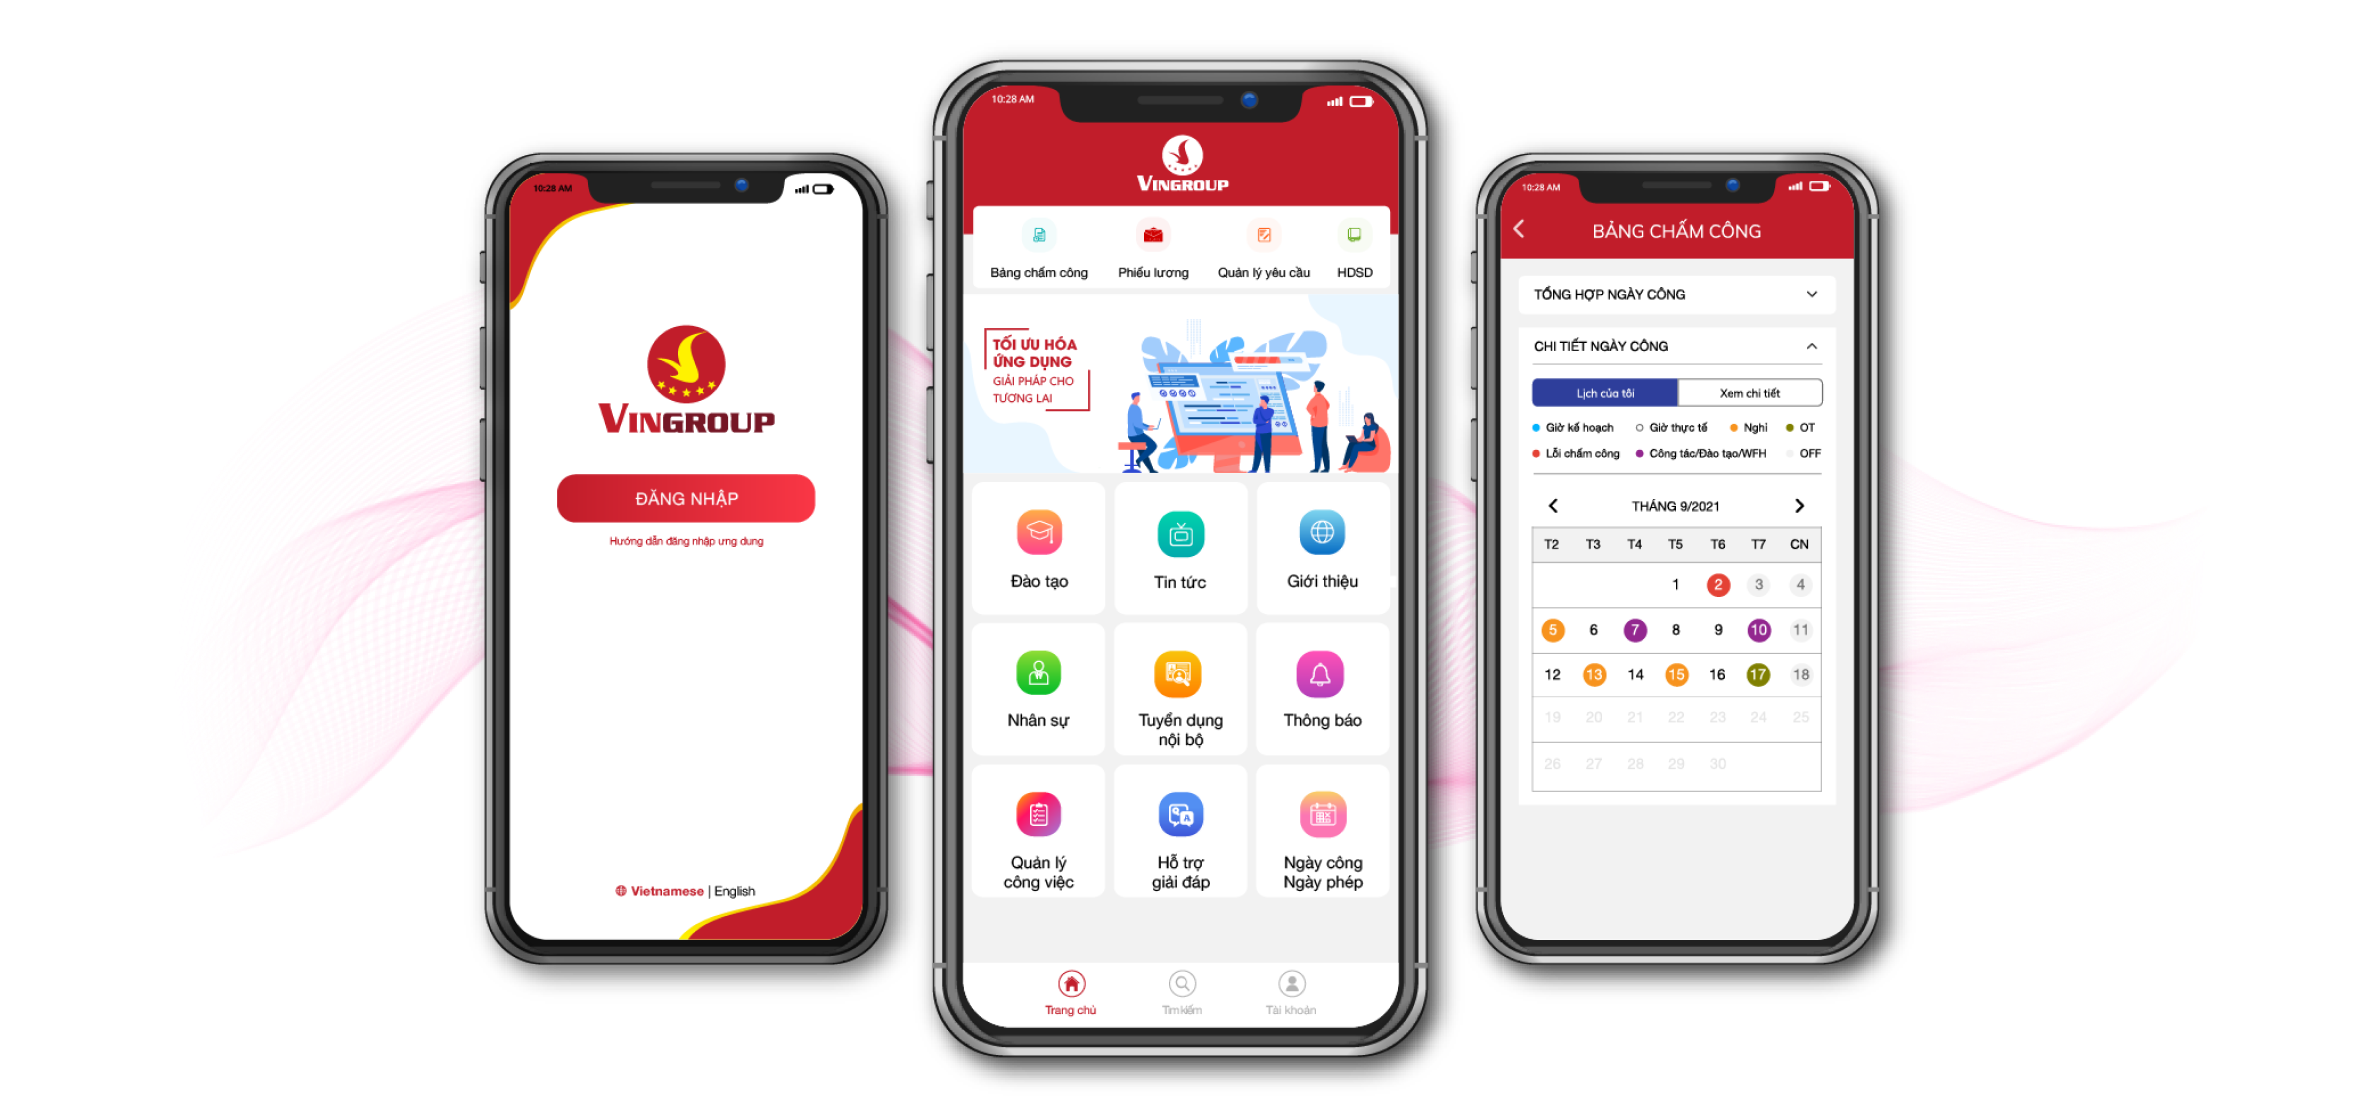 10:28 AM
VINGROUP
ĐĂNG NHẬP
Hướng dẫn đăng nhập ưng dung
Vietnamese | English
10:28 AM
VINGROUP
Bảng chấm công
Phiếu lương
Quản lý yêu cầu
HDSD
TỐI ƯU HÓA
ỨNG DỤNG
GIẢI PHÁP CHO
TƯƠNG LAI
Đào tạo
Tin tức
Giới thiệu
Nhân sự
Tuyển dụng
nội bộ
Thông báo
Quản lý
công việc
Hỗ trợ
giải đáp
Ngày công
Ngày phép
Trang chủ
Tìm kiếm
Tài khoản
10:28 AM
BẢNG CHẤM CÔNG
TỔNG HỢP NGÀY CÔNG
CHI TIẾT NGÀY CÔNG
Lịch của tôi
Xem chi tiết
Giờ kế hoạch
Giờ thực tế
Nghỉ
OT
Lỗi chấm công
Công tác/Đào tạo/WFH
OFF
THÁNG 9/2021
T2 T3 T4 T5 T6 T7 CN
1 2 3 4
5 6 7 8 9 10 11
12 13 14 15 16 17 18
19 20 21 22 23 24 25
26 27 28 29 30